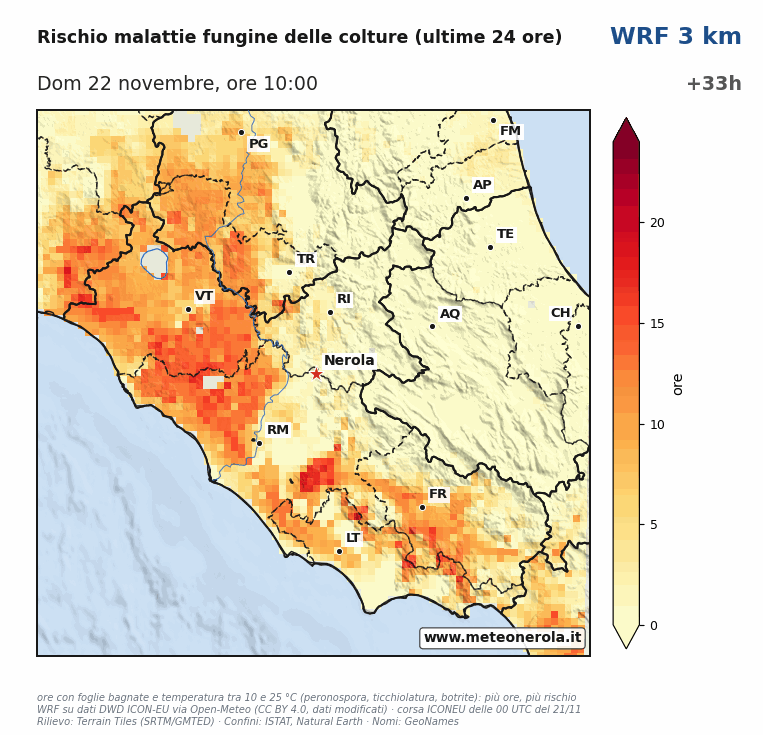 Rischio malattie fungine delle colture (ultime 24 ore)
WRF 3 km
Dom 22 novembre, ore 10:00
+33h
FM
PG
AP
TE
TR
VT
RI
AQ
CH
Nerola
RM
FR
LT
www.meteonerola.it
20
15
10
5
0
ore
ore con foglie bagnate e temperatura tra 10 e 25 °C (peronospora, ticchiolatura, botrite): più ore, più rischio
WRF su dati DWD ICON-EU via Open-Meteo (CC BY 4.0, dati modificati) · corsa ICONEU delle 00 UTC del 21/11
Rilievo: Terrain Tiles (SRTM/GMTED) · Confini: ISTAT, Natural Earth · Nomi: GeoNames